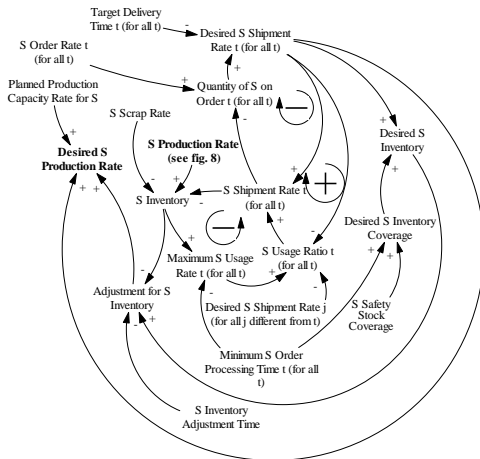 Target Delivery
Time t (for all t)
-
Desired S Shipment
Rate t (for all t)
S Order Rate t
(for all t)
+
+
Quantity of S on
Order t (for all t)
-
Planned Production
Capacity Rate for S
S Scrap Rate
+
+
Desired S
Inventory
S Production Rate
(see fig. 8)
+
Desired S
Production Rate
+
+
-
+
-
S Inventory
-
S Shipment Rate t
(for all t)
+
+
+
-
Desired S Inventory
Coverage
+
Maximum S Usage
Rate t (for all t)
+
S Usage Ratio t
(for all t)
-
+
+
-
Adjustment for S
Inventory
-
-
Desired S Shipment Rate j
(for all j different from t)
S Safety
Stock
Coverage
-
+
Minimum S Order
Processing Time t (for all
t)
S Inventory
Adjustment Time